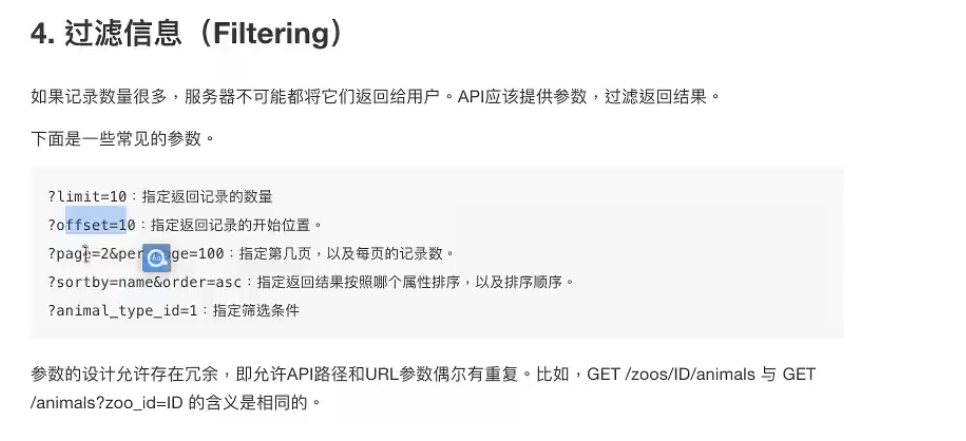 4. 过滤信息（Filtering）
如果记录数量很多，服务器不可能都将它们返回给用户。API应该提供参数，过滤返回结果。
下面是一些常见的参数。
?limit=10：指定返回记录的数量
?offset=10：指定返回记录的开始位置。
?page=2&per age=100：指定第几页，以及每页的记录数。
?sortby=name&order=asc：指定返回结果按照哪个属性排序，以及排序顺序。
?animal_type_id=1：指定筛选条件
参数的设计允许存在冗余，即允许API路径和URL参数偶尔有重复。比如，GET /zoos/ID/animals 与 GET
/animals?zoo_id=ID 的含义是相同的。